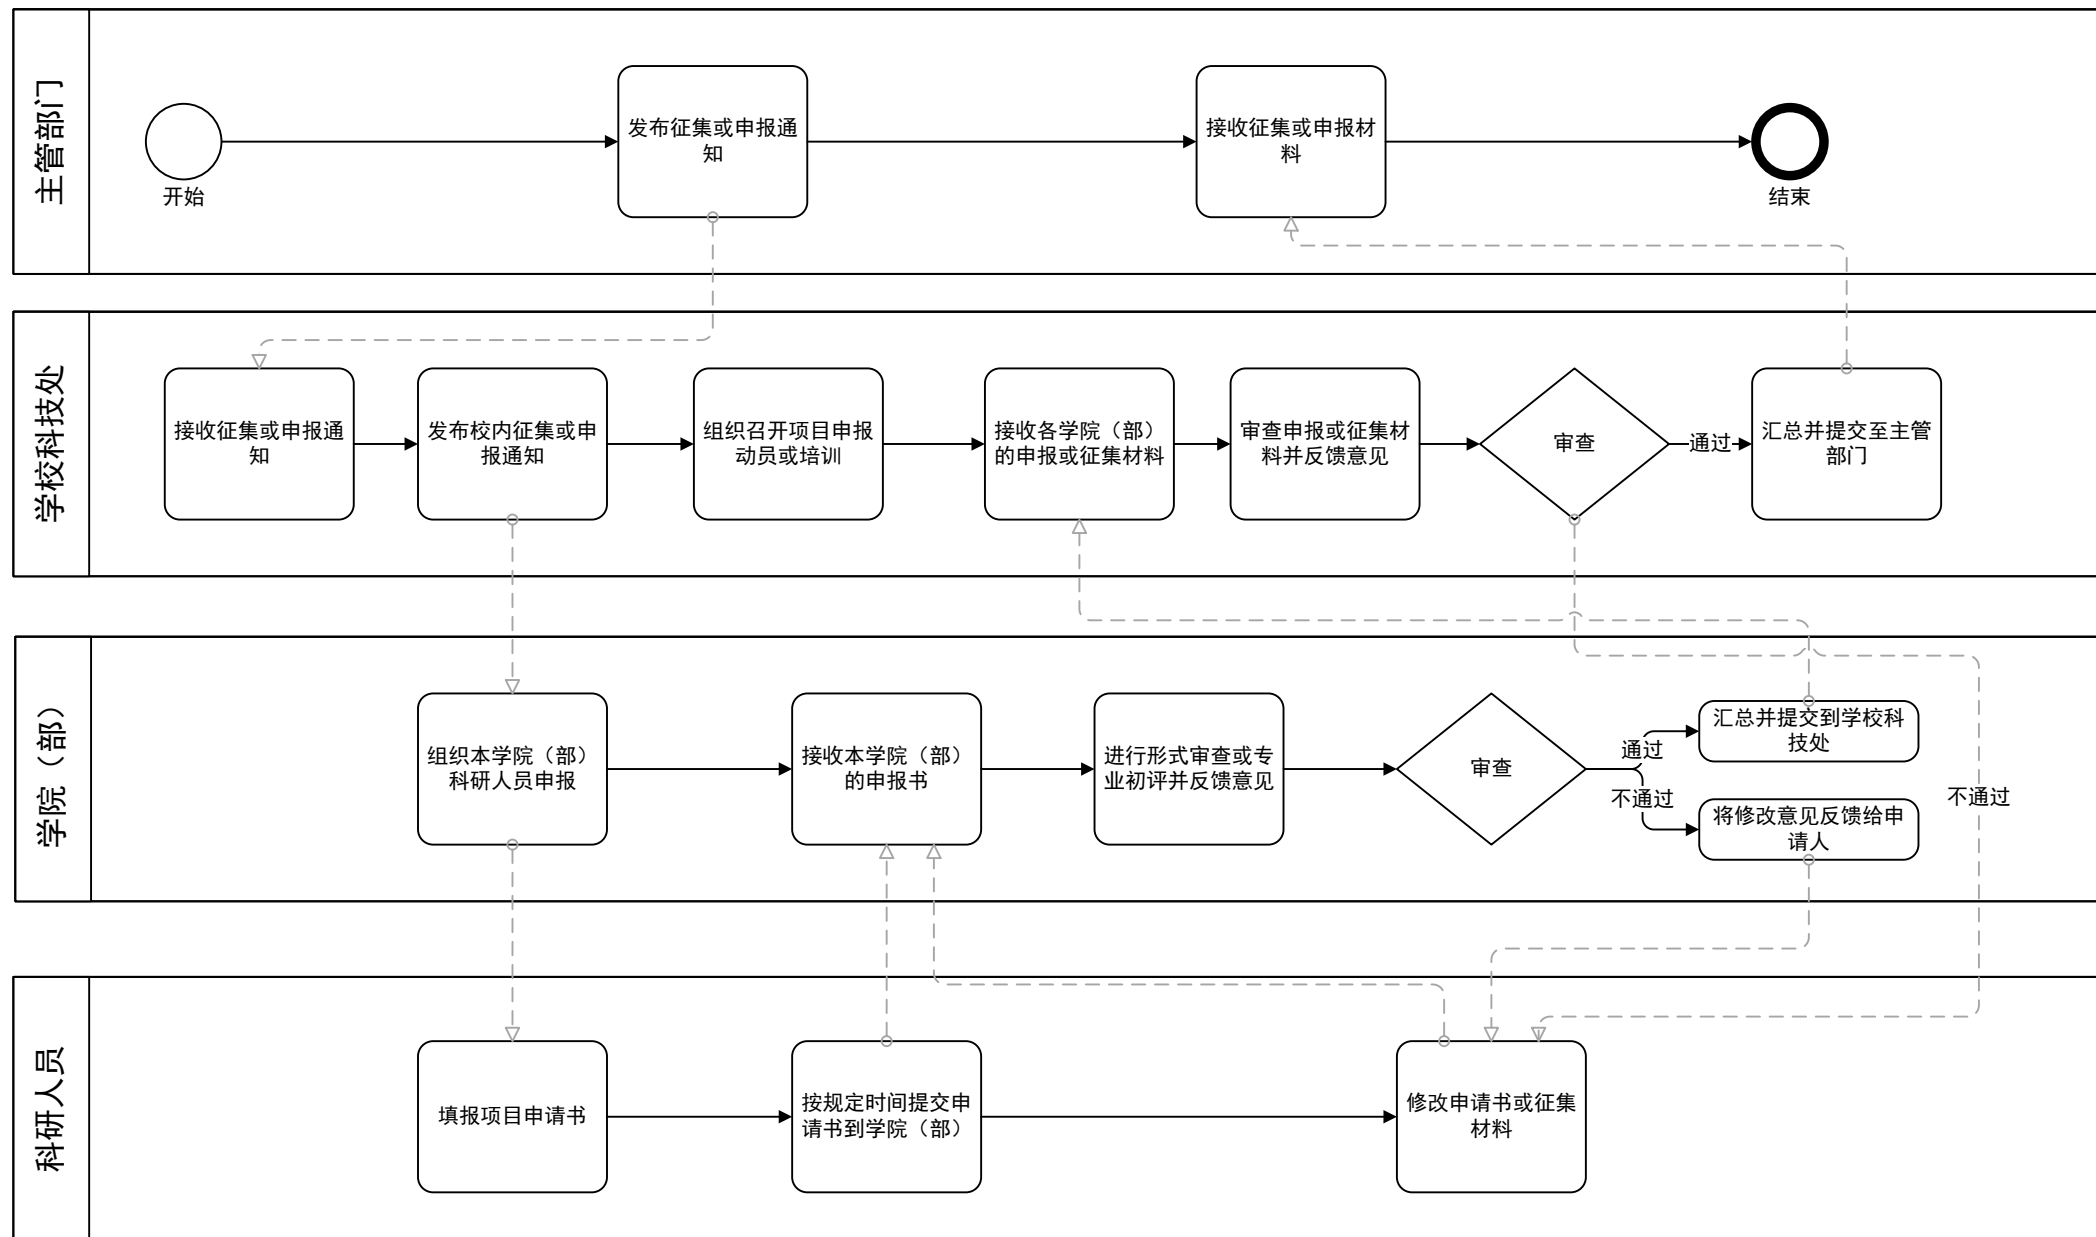 主管部门
开始
发布征集或申报通
知
接收征集或申报材
料
结束
学校科技处
接收征集或申报通
知
发布校内征集或申
报通知
组织召开项目申报
动员或培训
接收各学院（部）
的申报或征集材料
审查申报或征集材
料并反馈意见
审查
通过
汇总并提交至主管
部门
学院（部）
组织本学院（部）
科研人员申报
接收本学院（部）
的申报书
进行形式审查或专
业初评并反馈意见
审查
通过
不通过
汇总并提交到学校科
技处
将修改意见反馈给申
请人
不通过
科研人员
填报项目申请书
按规定时间提交申
请书到学院（部）
修改申请书或征集
材料